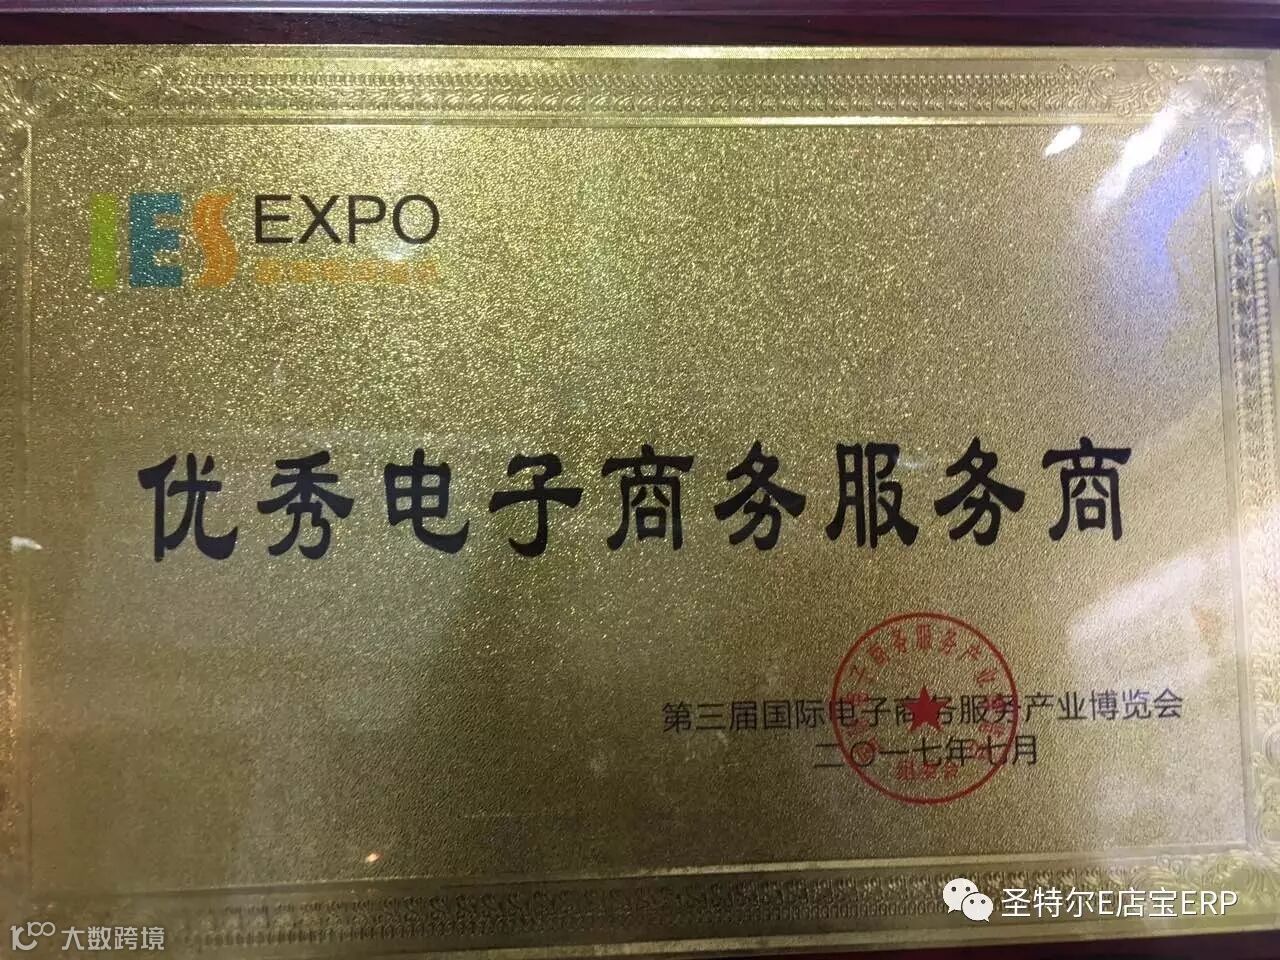 IES EXPO
优秀电子商务服务商
第三届国际电子商务服务产业博览会
二〇一七年七月
圣特尔E店宝ERP
大数跨境